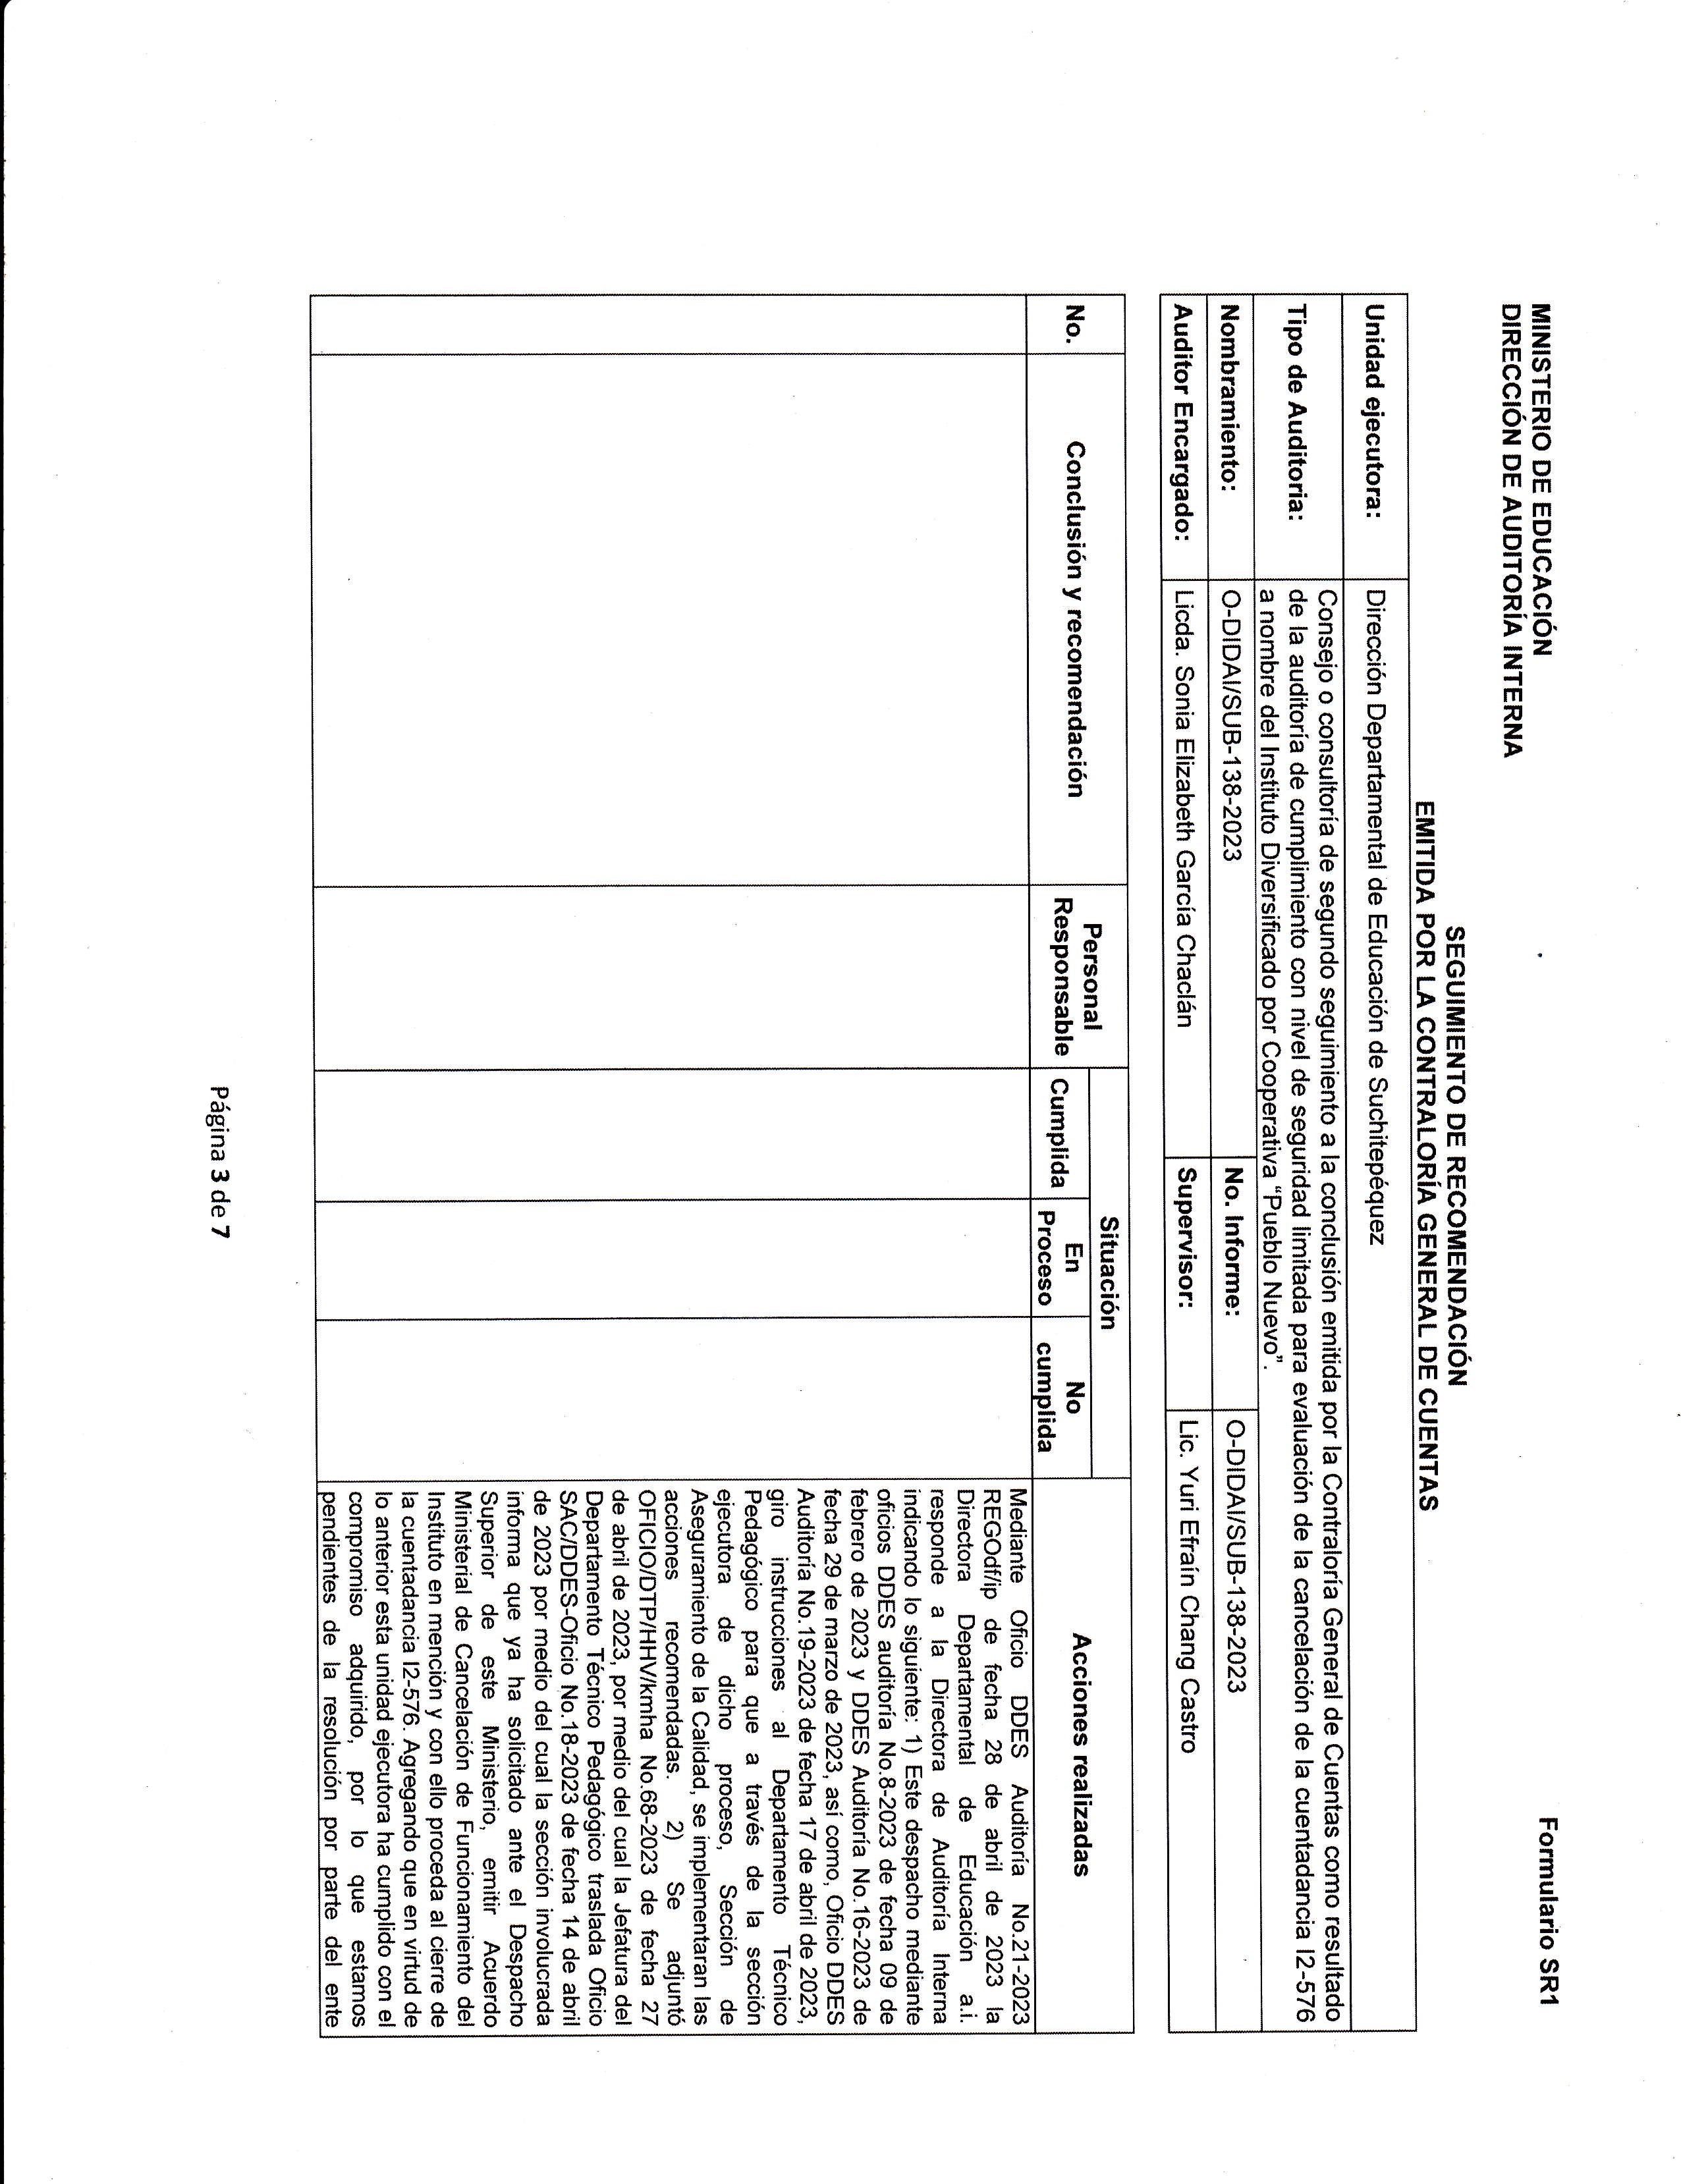 MINISTERIO DE EDUCACIÓN
DIRECCIÓN DE AUDITORÍA INTERNA
Formulario SR1
SEGUIMIENTO DE RECOMENDACIÓN
EMITIDA POR LA CONTRALORÍA GENERAL DE CUENTAS
Unidad ejecutora:
Dirección Departamental de Educación de Suchitepéquez
Tipo de Auditoria:
Consejo o consultoría de segundo seguimiento a la conclusión emitida por la Contraloría General de Cuentas como resultado
de la auditoría de cumplimiento con nivel de seguridad limitada para evaluación de la cancelación de la cuentadancia I2-576
a nombre del Instituto Diversificado por Cooperativa "Pueblo Nuevo".
Nombramiento:
O-DIDAI/SUB-138-2023
No. Informe:
O-DIDAI/SUB-138-2023
Auditor Encargado:
Licda. Sonia Elizabeth García Chaclán
Supervisor:
Lic. Yuri Efraín Chang Castro
No.
Conclusión y recomendación
Personal
Responsable
Situación
Cumplida
En
Proceso
No
cumplida
Acciones realizadas
Mediante Oficio DDES Auditoría No.21-2023
REGOdf/ip de fecha 28 de abril de 2023 la
Directora Departamental de Educación a.i.
responde a la Directora de Auditoría Interna
indicando lo siguiente: 1) Este despacho mediante
oficios DDES auditoría No.8-2023 de fecha 09 de
febrero de 2023 y DDES Auditoría No.16-2023 de
fecha 29 de marzo de 2023, así como, Oficio DDES
Auditoría No.19-2023 de fecha 17 de abril de 2023,
giro instrucciones al Departamento Técnico
Pedagógico para que a través de la sección
ejecutora de dicho proceso, Sección de
Aseguramiento de la Calidad, se implementaran las
acciones recomendadas. 2) Se adjuntó
OFICIO/DTP/HHV/kmha No.68-2023 de fecha 27
de abril de 2023, por medio del cual la Jefatura del
Departamento Técnico Pedagógico traslada Oficio
SAC/DDES-Oficio No.18-2023 de fecha 14 de abril
de 2023 por medio del cual la sección involucrada
informa que ya ha solicitado ante el Despacho
Superior de este Ministerio, emitir Acuerdo
Ministerial de Cancelación de Funcionamiento del
Instituto en mención y con ello proceda al cierre de
la cuentadancia I2-576. Agregando que en virtud de
lo anterior esta unidad ejecutora ha cumplido con el
compromiso adquirido, por lo que estamos
pendientes de la resolución por parte del ente
Página 3 de 7